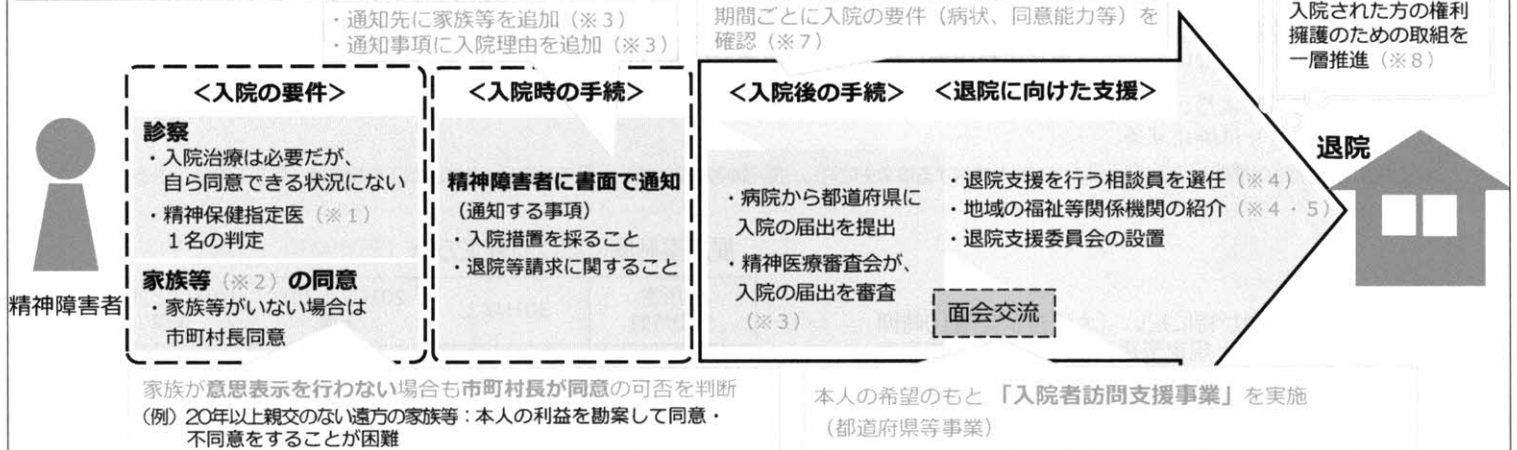 ・通知先に家族等を追加（※３）
・通知事項に入院理由を追加（※３）
期間ごとに入院の要件（病状、同意能力等）を
確認（※７）
入院された方の権利
擁護のための取組を
一層推進（※８）
精神障害者
＜入院の要件＞
診察
・入院治療は必要だが、
自ら同意できる状況にない
・精神保健指定医（※１）
１名の判定
家族等（※２）の同意
・家族等がいない場合は
市町村長同意
＜入院時の手続＞
精神障害者に書面で通知
（通知する事項）
・入院措置を採ること
・退院等請求に関すること
＜入院後の手続＞
・病院から都道府県に
入院の届出を提出
・精神医療審査会が、
入院の届出を審査
（※３）
＜退院に向けた支援＞
・退院支援を行う相談員を選任（※４）
・地域の福祉等関係機関の紹介（※４・５）
・退院支援委員会の設置
面会交流
退院
家族が意思表示を行わない場合も市町村長が同意の可否を判断
（例）20年以上親交のない遠方の家族等：本人の利益を勘案して同意・
不同意をすることが困難
本人の希望のもと「入院者訪問支援事業」を実施
（都道府県等事業）